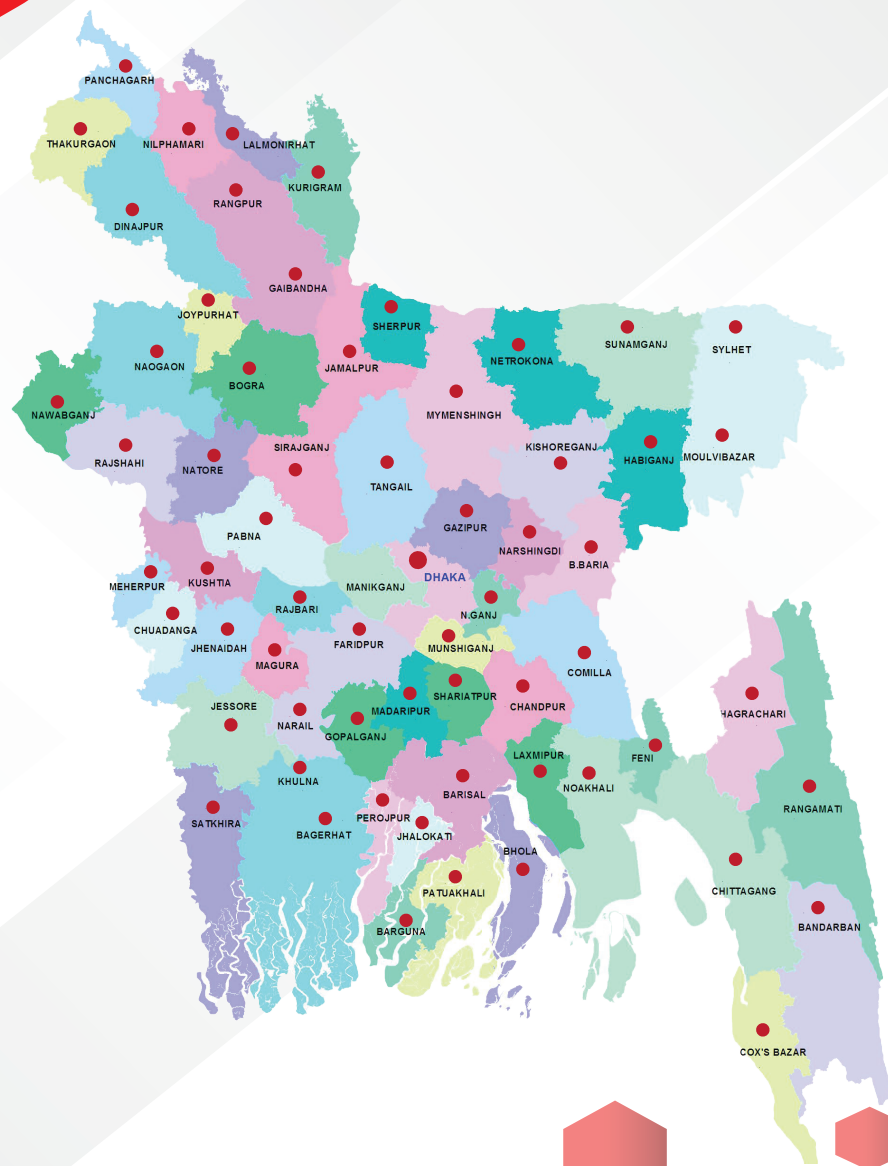 PANCHAGARH
THAKURGAON
NILPHAMARI
LALMONIRHAT
KURIGRAM
RANGPUR
DINAJPUR
GAIBANDHA
JOYPURHAT
SHERPUR
SUNAMGANJ
SYLHET
NETROKONA
NAOGAON
JAMALPUR
BOGRA
NAWABGANJ
MYMENSHINGH
KISHOREGANJ
SIRAJGANJ
MOULVIBAZAR
HABIGANJ
RAJSHAHI
NATORE
TANGAIL
GAZIPUR
PABNA
NARSHINGDI
B.BARIA
DHAKA
KUSHTIA
MEHERPUR
MANIKGANJ
RAJBARI
N.GANJ
CHUADANGA
JHENAIDAH
FARIDPUR
MUNSHIGANJ
MAGURA
COMILLA
SHARIATPUR
JESSORE
CHANDPUR
MADARIPUR
HAGRACHARI
NARAIL
GOPALGANJ
LAXMIPUR
FENI
KHULNA
NOAKHALI
BARISAL
RANGAMATI
PEROJPUR
SATKHIRA
BAGERHAT
JHALOKATI
BHOLA
CHITTAGANG
PATUAKHALI
BANDARBAN
BARGUNA
COX'S BAZAR